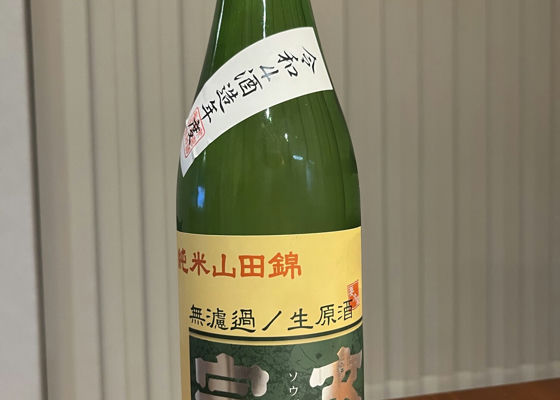 令和4酒造年度
純米山田錦
無濾過/生原酒
ソウ